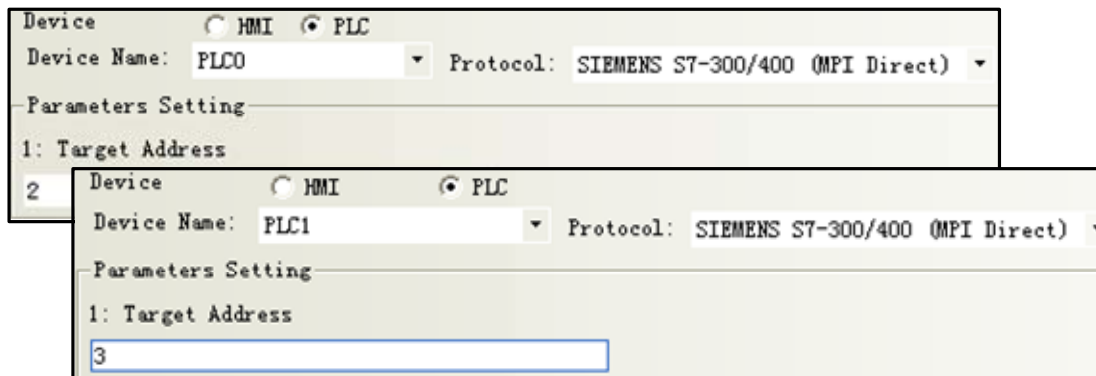 Device HMI PLC
Device Name: PLC0 Protocol: SIEMENS S7-300/400 (MPI Direct)
Parameters Setting
1: Target Address
2
Device HMI PLC
Device Name: PLC1 Protocol: SIEMENS S7-300/400 (MPI Direct)
Parameters Setting
1: Target Address
3